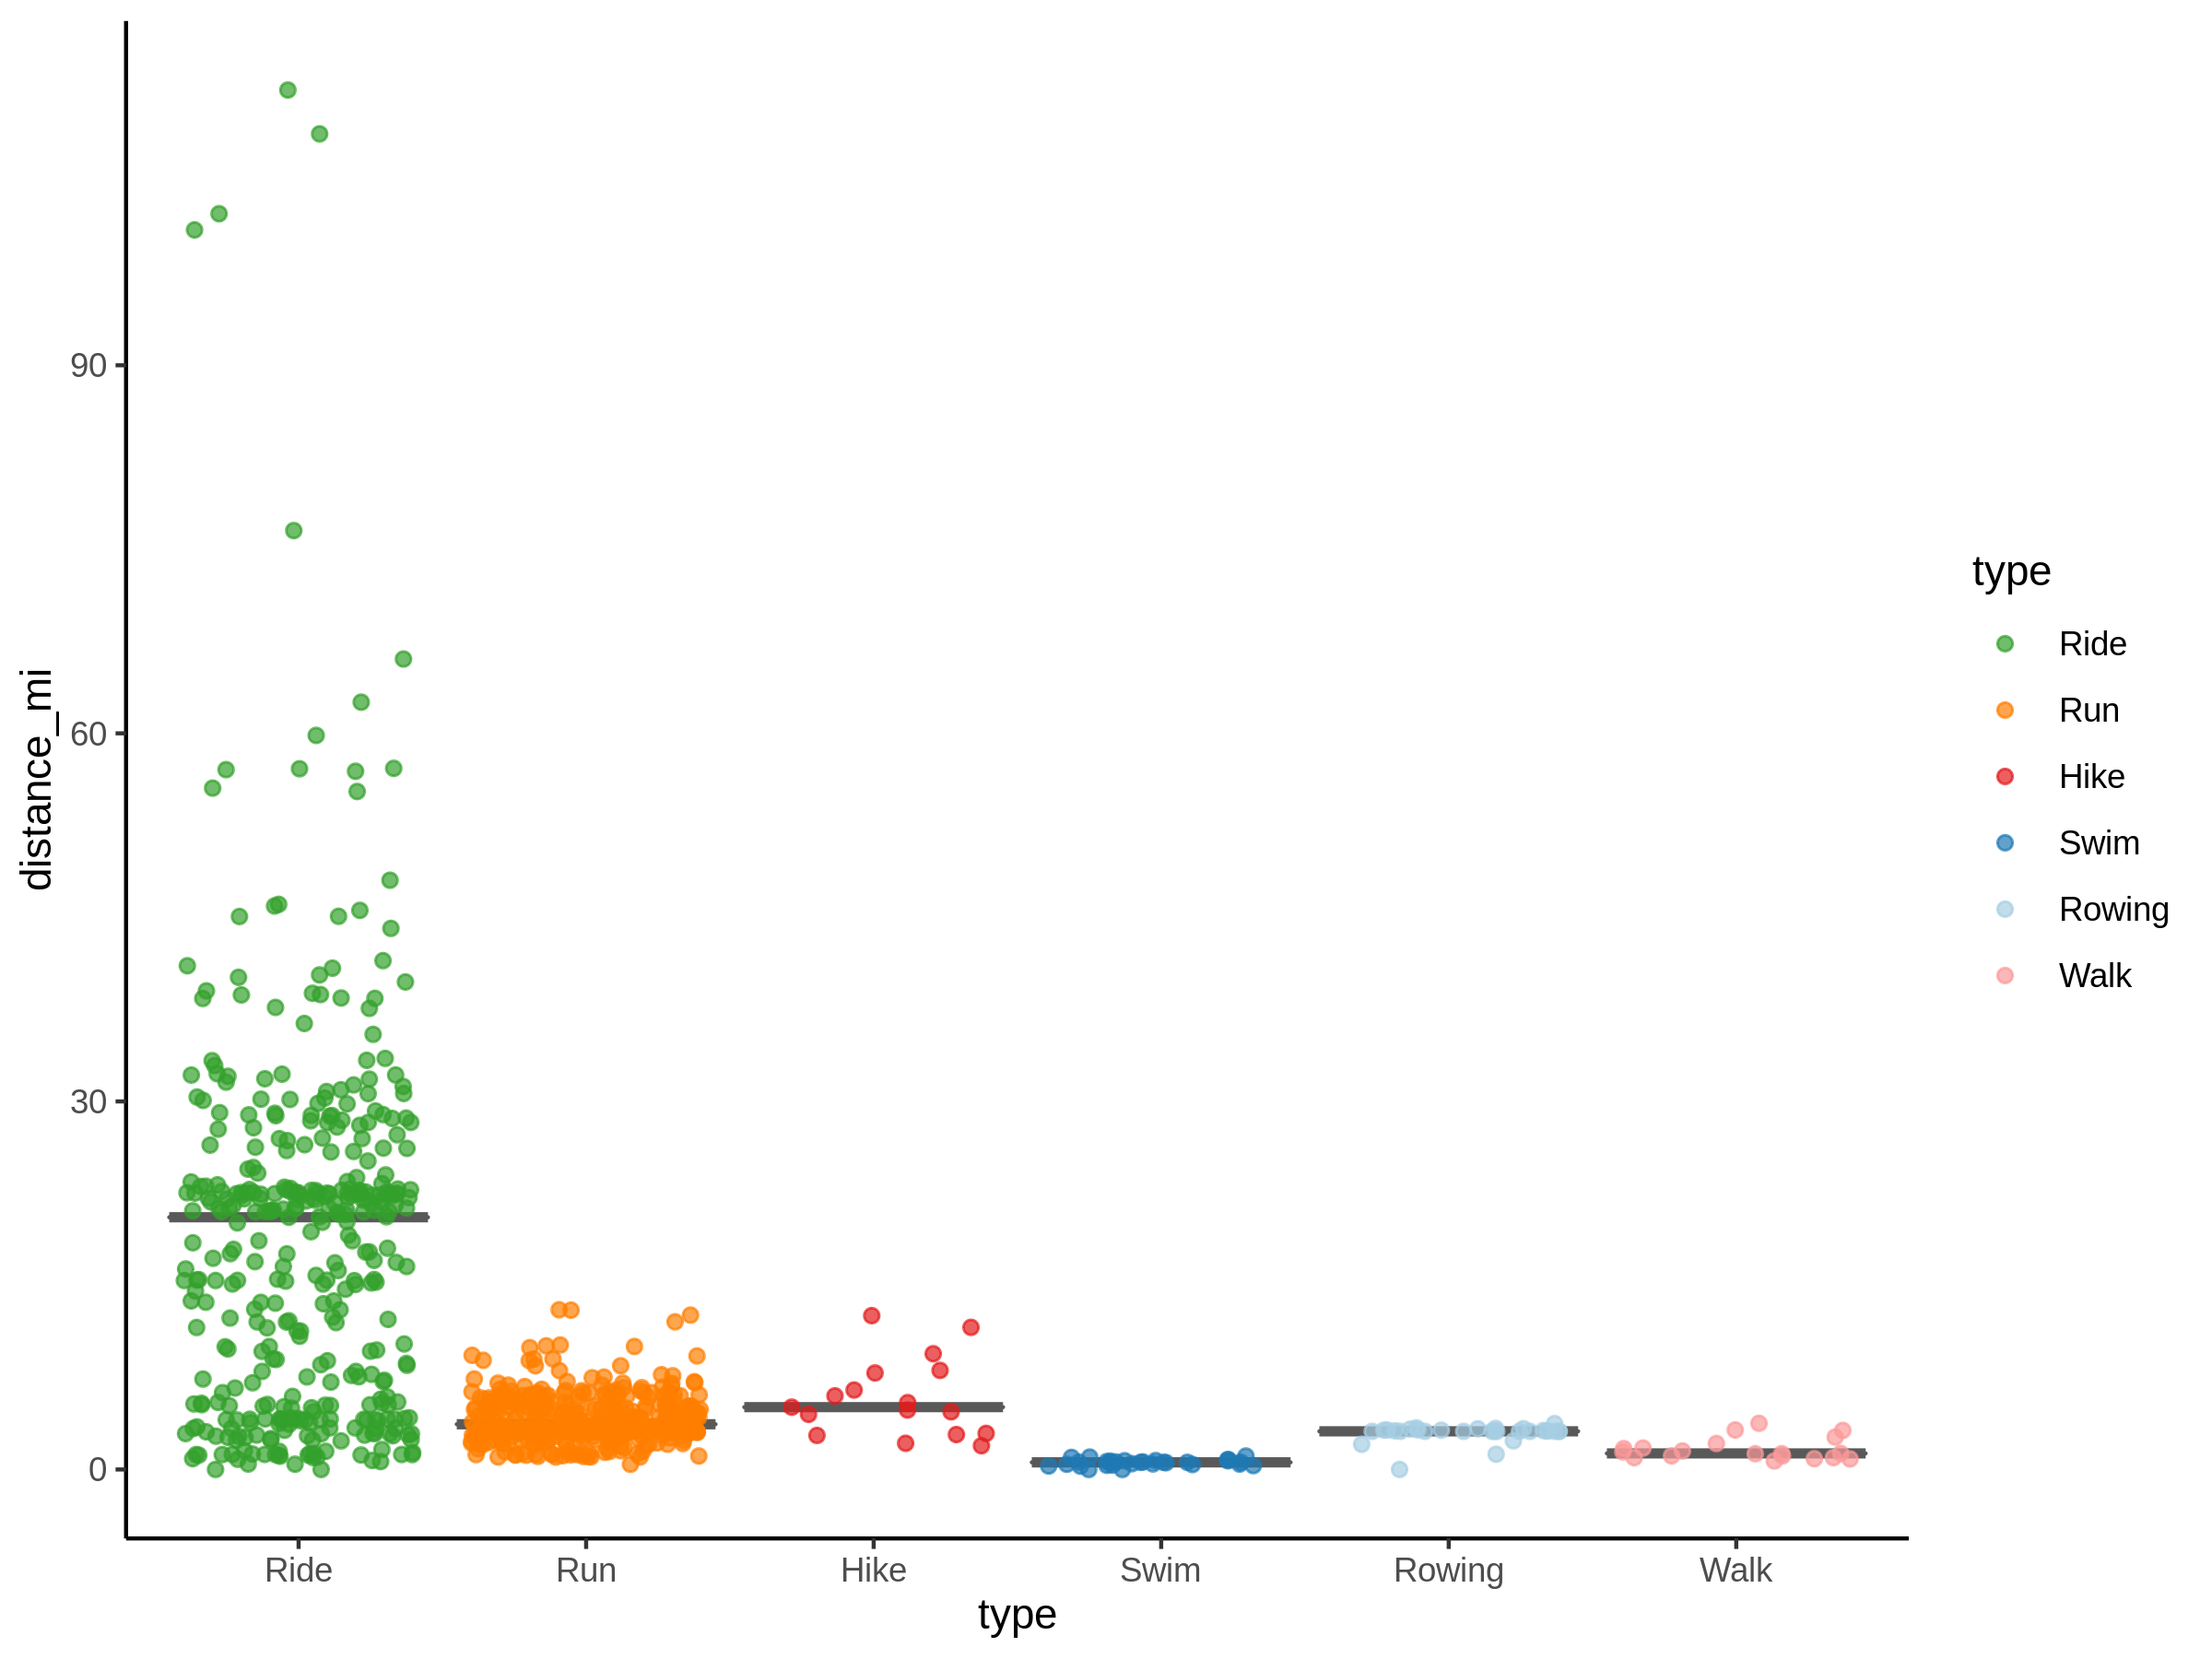 distance_mi
90
60
30
0
Ride Run Hike Swim Rowing Walk
type
type
Ride
Run
Hike
Swim
Rowing
Walk